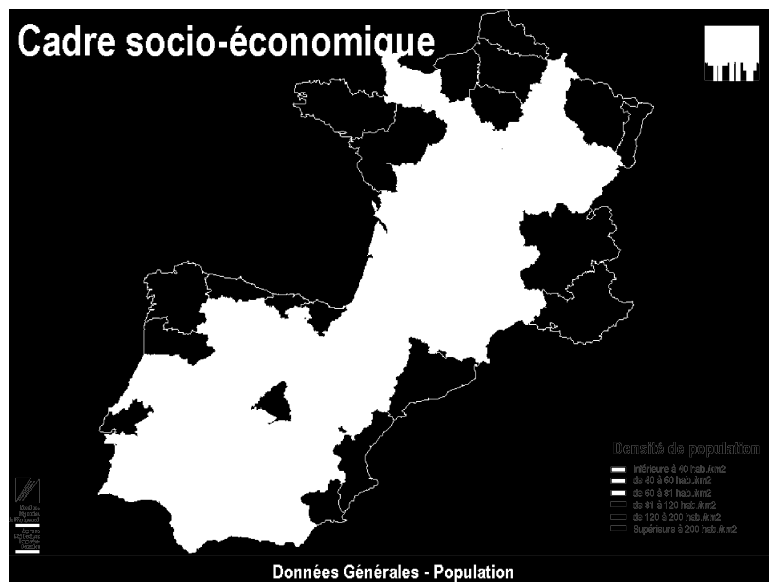 Cadre socio-économique
Densité de population
Inférieure à 40 hab./km2
de 40 à 60 hab./km2
de 60 à 81 hab./km2
de 81 à 120 hab./km2
de 120 à 200 hab./km2
Supérieure à 200 hab./km2
Données Générales - Population